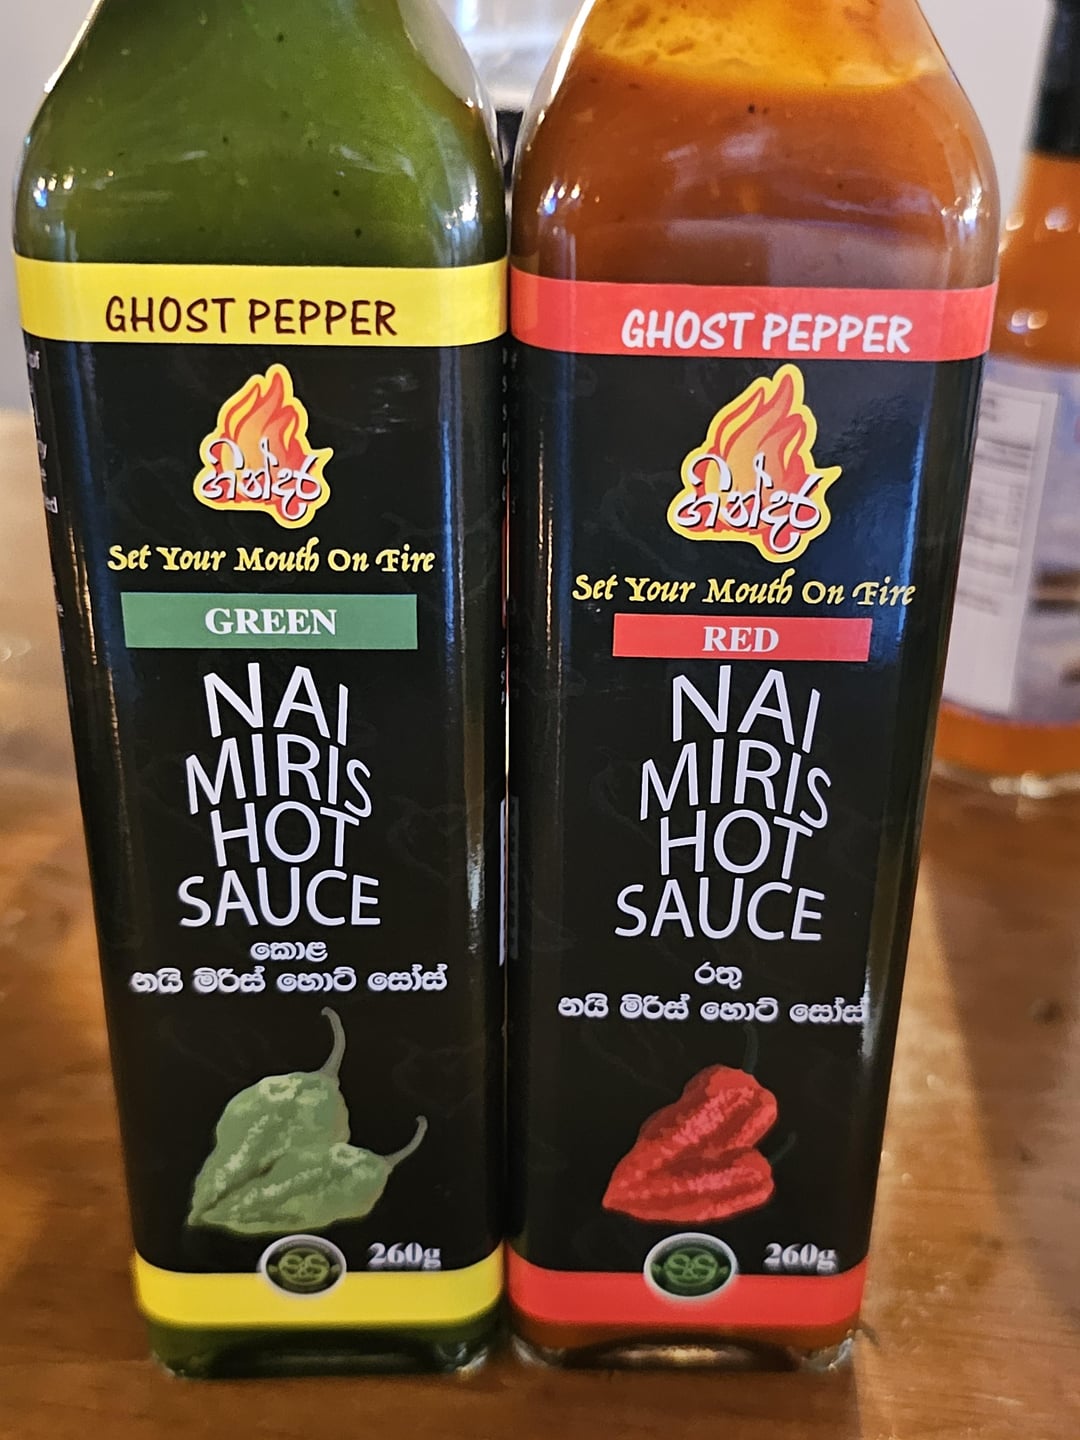 GHOST PEPPER
ගින්දර
Set Your Mouth On Fire
GREEN
NAI
MIRIS
HOT
SAUCE
කොළ
නයි මිරිස් හොට් සෝස්
260g
GHOST PEPPER
ගින්දර
Set Your Mouth On Fire
RED
NAI
MIRIS
HOT
SAUCE
රතු
නයි මිරිස් හොට් සෝස්
260g